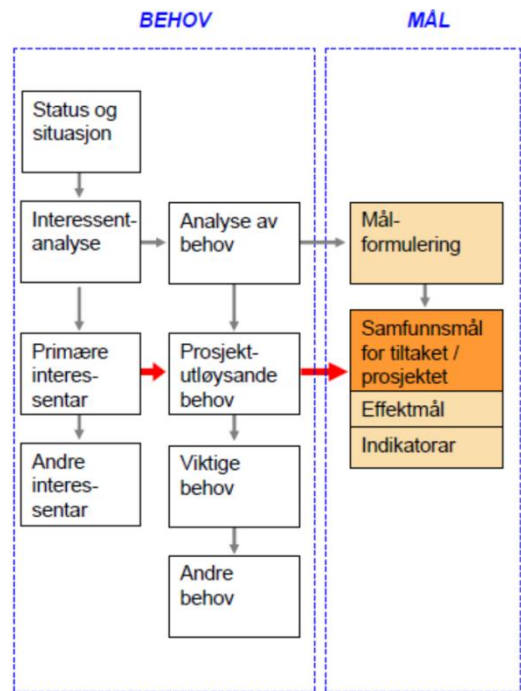 BEHOV
MÅL
Status og
situasjon
Interessent-
analyse
Analyse av
behov
Mål-
formulering
Primære
interes-
sentar
Prosjekt-
utløysande
behov
Samfunnsmål
for tiltaket /
prosjektet
Effektmål
Indikatorar
Andre
interes-
sentar
Viktige
behov
Andre
behov